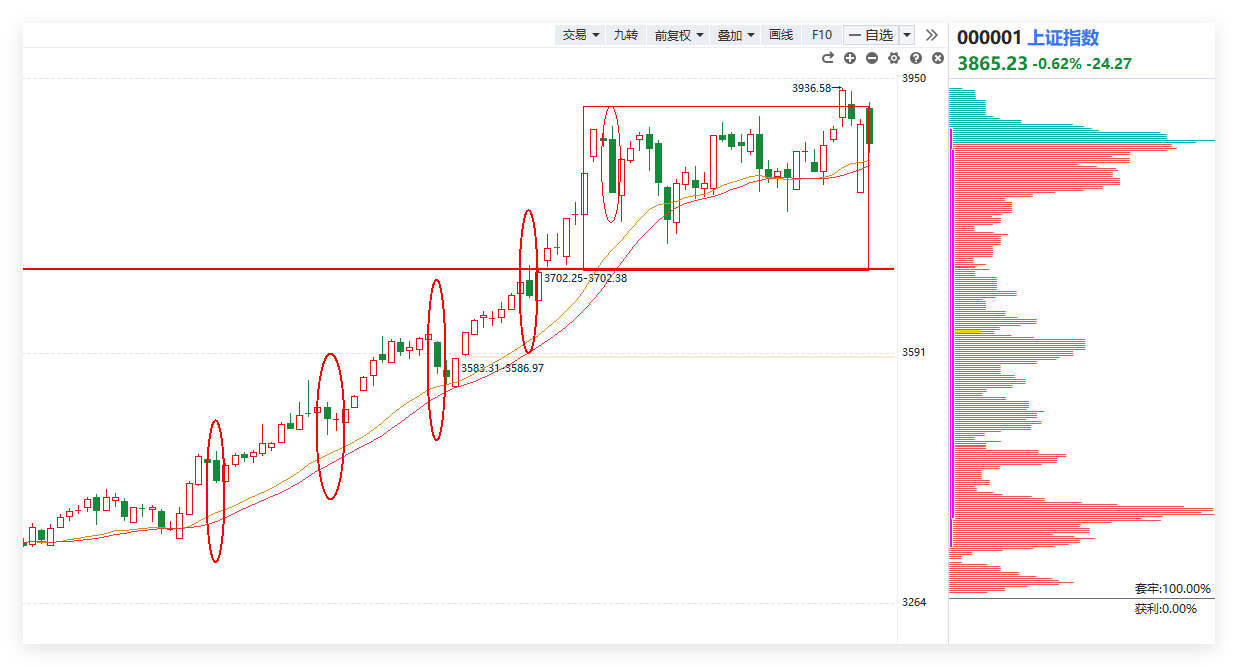 交易 九转 前复权 叠加 画线 F10 一 自选
000001 上证指数
3865.23 -0.62% -24.27
3950
3936.58
3702.25-3702.38
3591
3583.31-3586.97
3264
套牢:100.00%
获利:0.00%